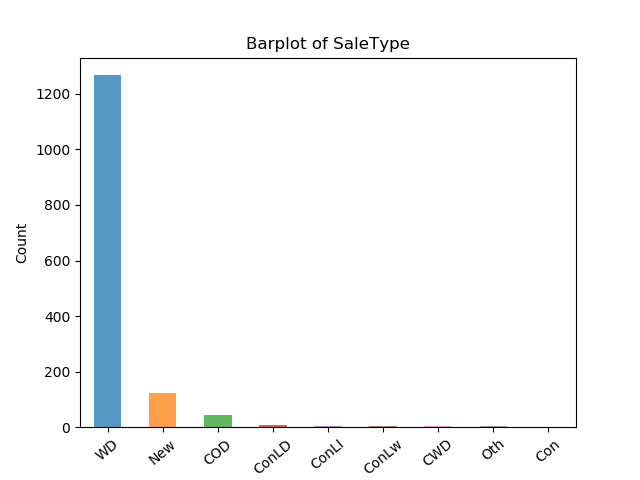 Barplot of SaleType
1200
1000
800
600
400
200
0
Count
WD
New
COD
ConLD
ConLI
ConLw
CWD
Oth
Con